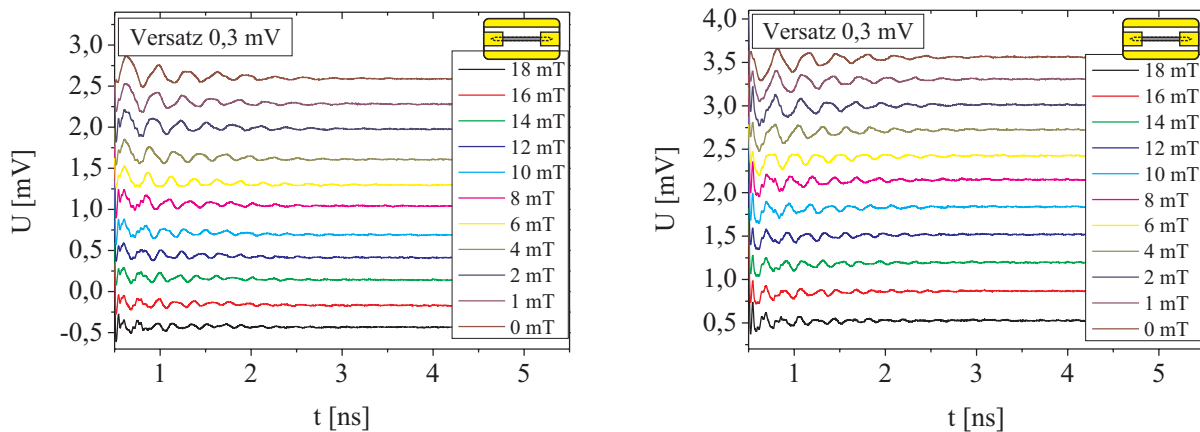 Versatz 0,3 mV
U [mV]
3,0
2,5
2,0
1,5
1,0
0,5
0,0
-0,5
18 mT
16 mT
14 mT
12 mT
10 mT
8 mT
6 mT
4 mT
2 mT
1 mT
0 mT
1 2 3 4 5
t [ns]
Versatz 0,3 mV
U [mV]
4,0
3,5
3,0
2,5
2,0
1,5
1,0
0,5
18 mT
16 mT
14 mT
12 mT
10 mT
8 mT
6 mT
4 mT
2 mT
1 mT
0 mT
1 2 3 4 5
t [ns]